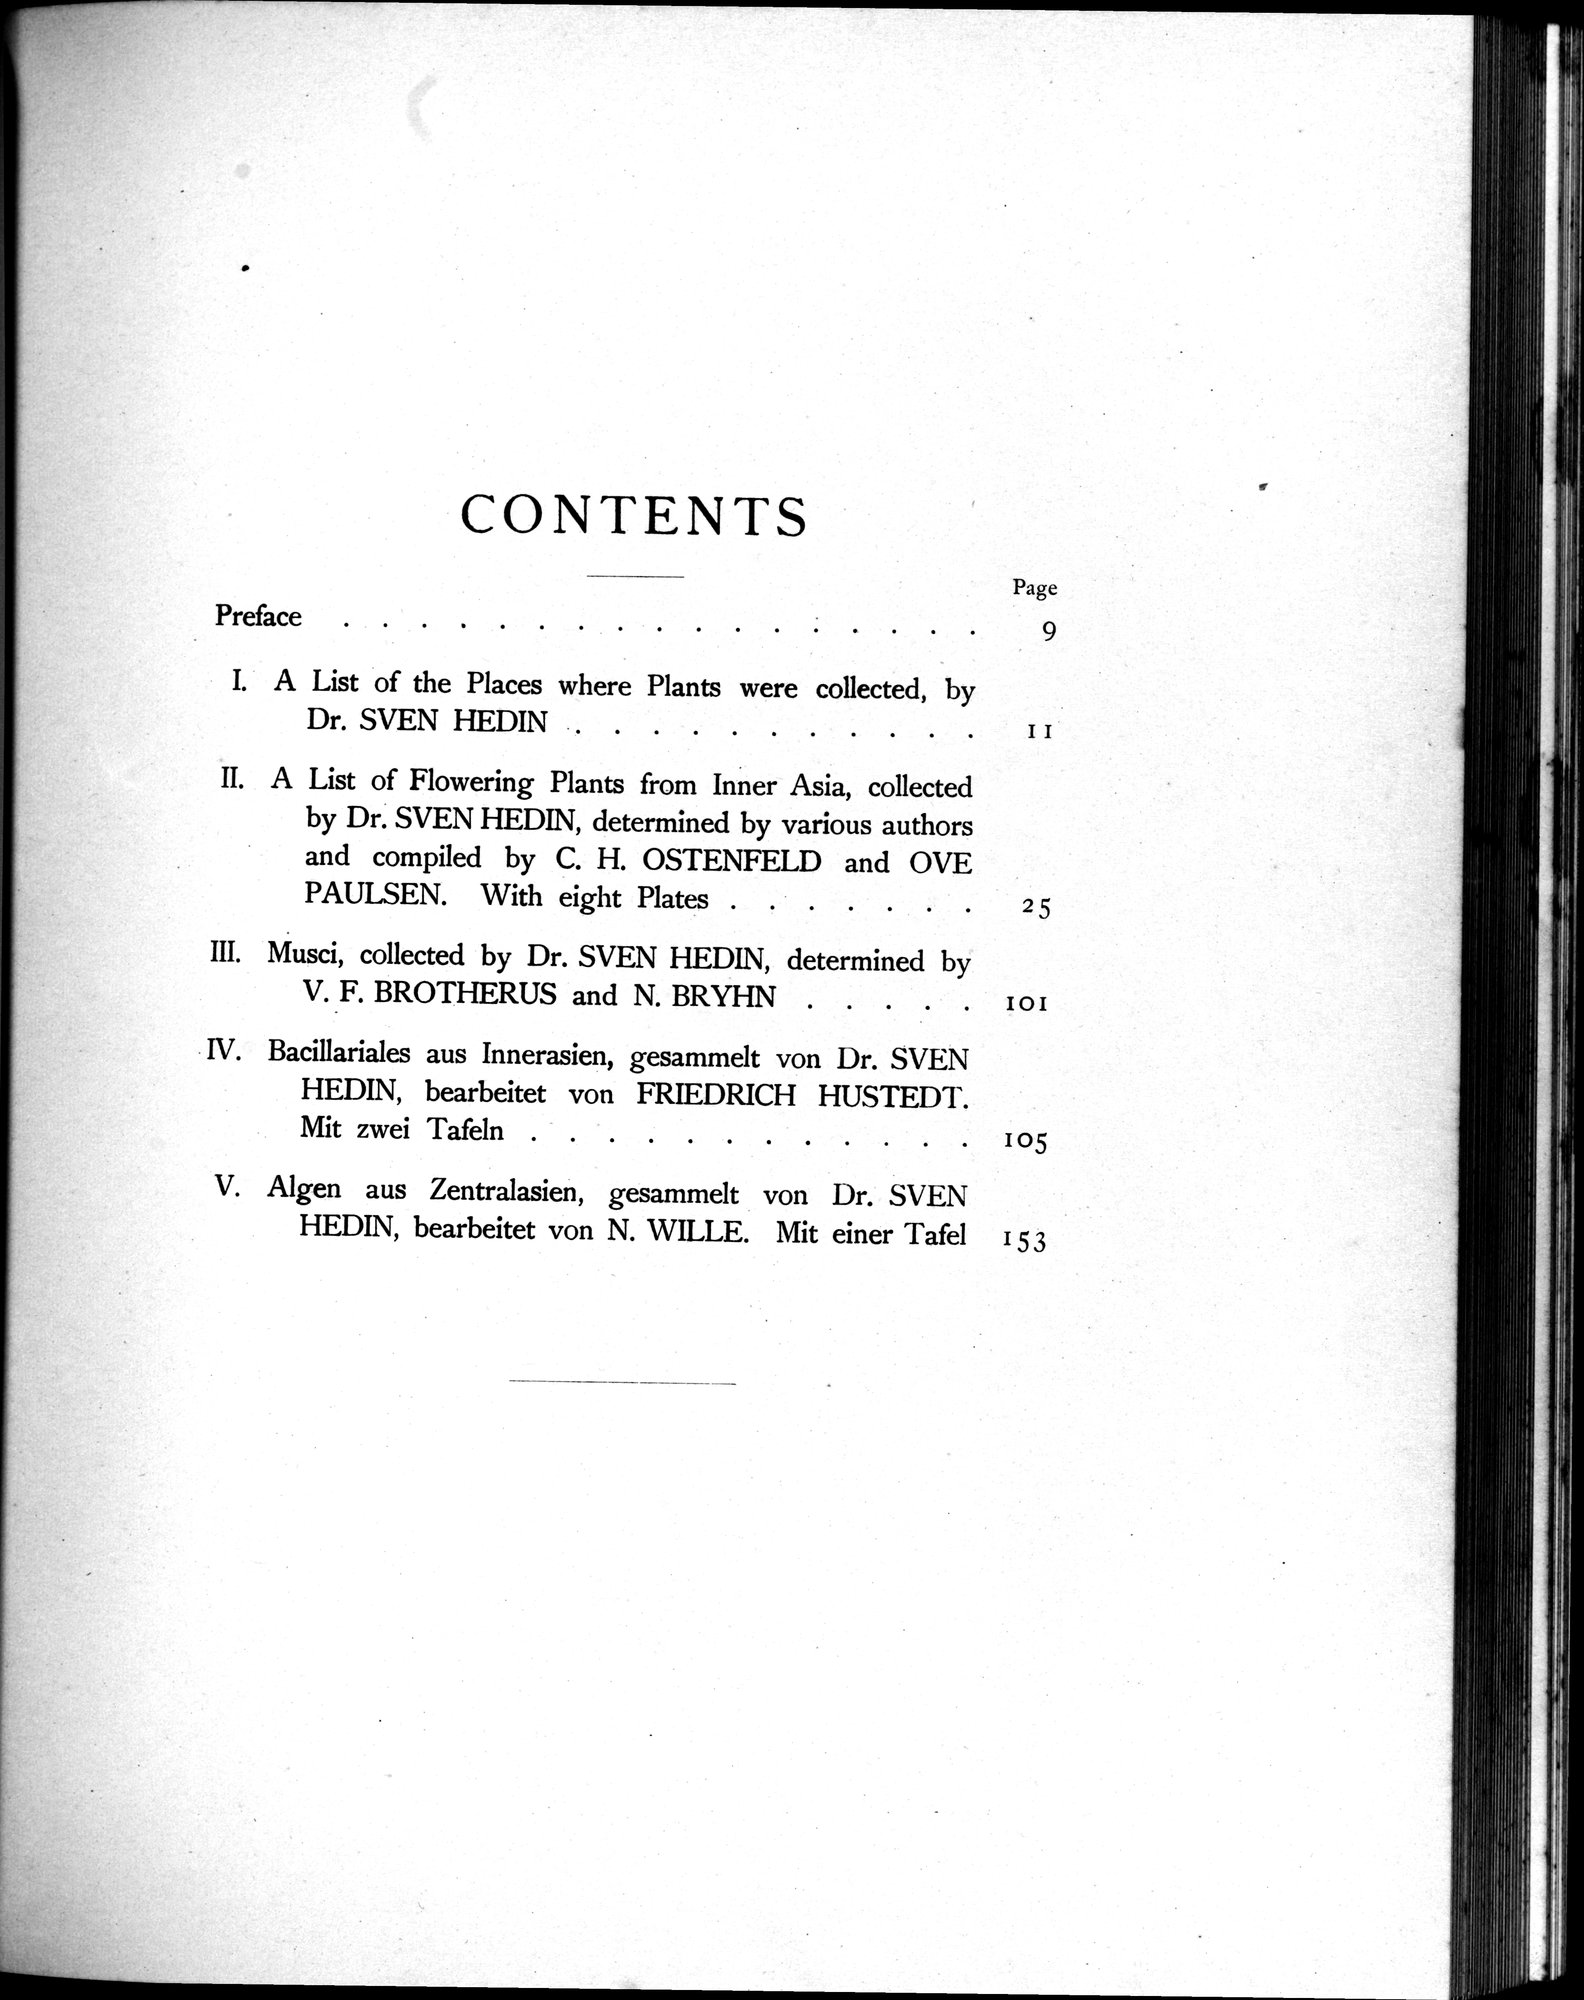 CONTENTS
Page
Preface . . . . . . . . . . . . . . . . . 9
I. A List of the Places where Plants were collected, by
Dr. SVEN HEDIN . . . . . . . . . . . 11
II. A List of Flowering Plants from Inner Asia, collected
by Dr. SVEN HEDIN, determined by various authors
and compiled by C. H. OSTENFELD and OVE
PAULSEN. With eight Plates . . . . . . . 25
III. Musci, collected by Dr. SVEN HEDIN, determined by
V. F. BROTHERUS and N. BRYHN . . . . . 101
IV. Bacillariales aus Innerasien, gesammelt von Dr. SVEN
HEDIN, bearbeitet von FRIEDRICH HUSTEDT.
Mit zwei Tafeln . . . . . . . . . . . . 105
V. Algen aus Zentralasien, gesammelt von Dr. SVEN
HEDIN, bearbeitet von N. WILLE. Mit einer Tafel 153